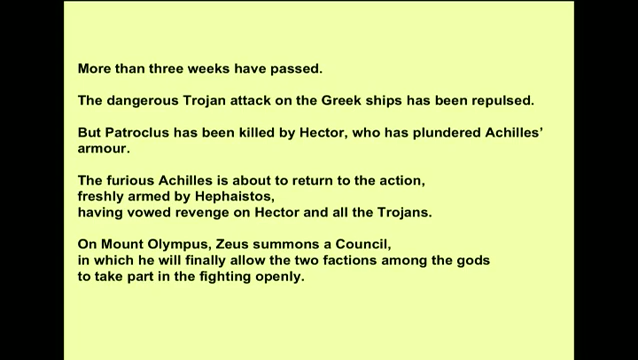 More than three weeks have passed.
The dangerous Trojan attack on the Greek ships has been repulsed.
But Patroclus has been killed by Hector, who has plundered Achilles'
armour.
The furious Achilles is about to return to the action,
freshly armed by Hephaistos,
having vowed revenge on Hector and all the Trojans.
On Mount Olympus, Zeus summons a Council,
in which he will finally allow the two factions among the gods
to take part in the fighting openly.